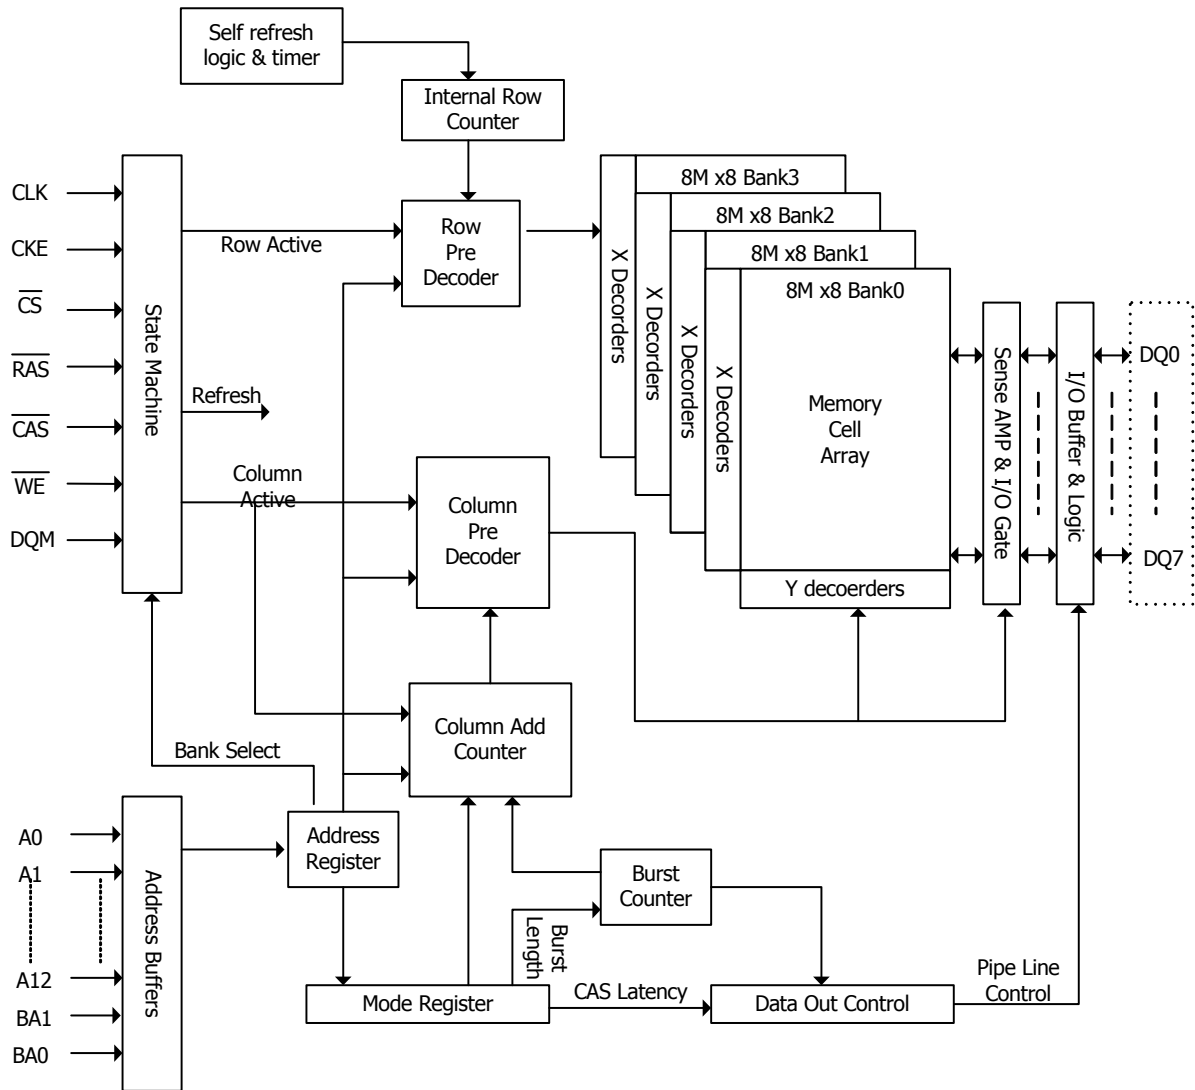 Self refresh
logic & timer
Internal Row
Counter
CLK
CKE
CS
RAS
CAS
WE
DQM
State Machine
Row Active
Refresh
Column
Active
Row
Pre
Decoder
Column
Pre
Decoder
Column Add
Counter
X Decorders
X Decorders
X Decorders
X Decoders
8M x8 Bank3
8M x8 Bank2
8M x8 Bank1
8M x8 Bank0
Memory
Cell
Array
Y decoerders
Sense AMP & I/O Gate
I/O Buffer & Logic
DQ0
DQ7
Bank Select
A0
A1
A12
BA1
BA0
Address Buffers
Address
Register
Burst
Counter
Burst
Length
Mode Register
CAS Latency
Data Out Control
Pipe Line
Control